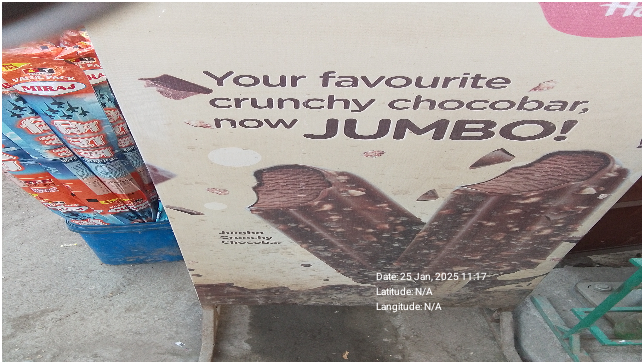 Your favourite
crunchy chocobar,
now JUMBO!
Jumbo
Crunchy
Chocobar
MIRAJ
Date: 25 Jan, 2025 11:17
Latitude: N/A
Langitude: N/A